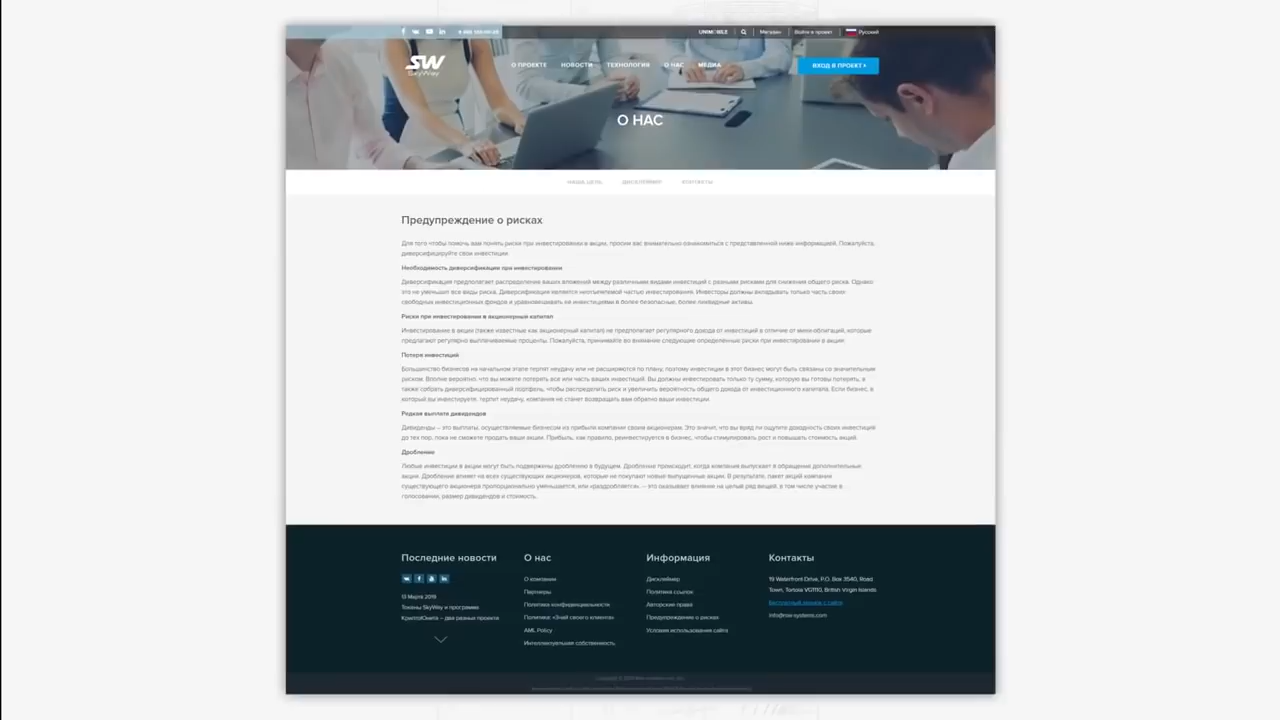 UNIMOBILE Магазин Войти в проект Русский
SW
SkyWay
О ПРОЕКТЕ НОВОСТИ ТЕХНОЛОГИЯ О НАС МЕДИА
ВХОД В ПРОЕКТ
О НАС
НАША ЦЕЛЬ ДИСКЛЕЙМЕР КОНТАКТЫ
Предупреждение о рисках
Для того чтобы помочь вам понять риски при инвестировании в акции, просим вас внимательно ознакомиться с представленной ниже информацией. Пожалуйста,
диверсифицируйте свои инвестиции
Необходимость диверсификации при инвестировании
Диверсификация предполагает распределение ваших вложений между различными видами инвестиций с разными рисками для снижения общего риска. Однако
это не уменьшит все виды риска. Диверсификация является неотъемлемой частью инвестирования. Инвесторы должны вкладывать только часть своих
свободных инвестиционных фондов и уравновешивать их инвестициями в более безопасные, более ликвидные активы.
Риски при инвестировании в акционерный капитал
Инвестирование в акции (также известные как акционерный капитал) не предполагает регулярного дохода от инвестиций в отличие от мини-облигаций, которые
предлагают регулярно выплачиваемые проценты. Пожалуйста, принимайте во внимание следующие определённые риски при инвестировании в акции:
Потеря инвестиций
Большинство бизнесов на начальном этапе терпят неудачу или не расширяются по плану, поэтому инвестиции в этот бизнес могут быть связаны со значительным
риском. Вполне вероятно, что вы можете потерять все или часть ваших инвестиций. Вы должны инвестировать только ту сумму, которую вы готовы потерять, а
также собрать диверсифицированный портфель, чтобы распределить риск и увеличить вероятность общего дохода от инвестиционного капитала. Если бизнес, в
который вы инвестируете, терпит неудачу, компания не станет возвращать вам обратно ваши инвестиции.
Редкая выплата дивидендов
Дивиденды – это выплаты, осуществляемые бизнесом из прибыли компании своим акционерам. Это значит, что вы вряд ли ощутите доходность своих инвестиций
до тех пор, пока не сможете продать ваши акции. Прибыль, как правило, реинвестируется в бизнес, чтобы стимулировать рост и повышать стоимость акций.
Дробление
Любые инвестиции в акции могут быть подвержены дроблению в будущем. Дробление происходит, когда компания выпускает в обращение дополнительные
акции. Дробление влияет на всех существующих акционеров, которые не покупают новые выпущенные акции. В результате, пакет акций компании
существующего акционера пропорционально уменьшается, или «раздробляется» – это оказывает влияние на целый ряд вещей, в том числе участие в
голосовании, размер дивидендов и стоимость.
Последние новости
13 Марта 2019
Токены SkyWay и программа
КриптоЮнита – две разных проекта
О нас
О компании
Партнеры
Политика конфиденциальности
Политика «Знай своего клиента»
AML Policy
Интеллектуальная собственность
Информация
Дисклеймер
Политика ссылок
Авторские права
Предупреждение о рисках
Условия использования сайта
Контакты
19 Waterfront Drive, P.O. Box 3540, Road
Town, Tortola VG1110, British Virgin Islands
Бесплатный звонок с сайта
info@rsw-systems.com